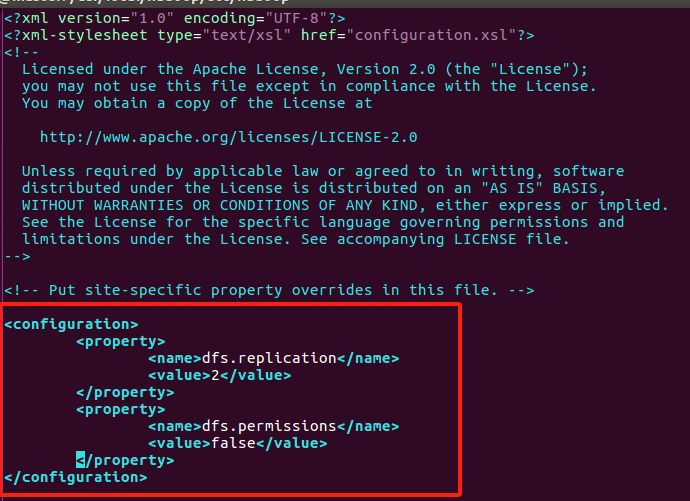 <?xml version="1.0" encoding="UTF-8"?>
<?xml-stylesheet type="text/xsl" href="configuration.xsl"?>
<!--
  Licensed under the Apache License, Version 2.0 (the "License");
  you may not use this file except in compliance with the License.
  You may obtain a copy of the License at

    http://www.apache.org/licenses/LICENSE-2.0

  Unless required by applicable law or agreed to in writing, software
  distributed under the License is distributed on an "AS IS" BASIS,
  WITHOUT WARRANTIES OR CONDITIONS OF ANY KIND, either express or implied.
  See the License for the specific language governing permissions and
  limitations under the License. See accompanying LICENSE file.
-->

<!-- Put site-specific property overrides in this file. -->

<configuration>
        <property>
                <name>dfs.replication</name>
                <value>2</value>
        </property>
        <property>
                <name>dfs.permissions</name>
                <value>false</value>
        </property>
</configuration>